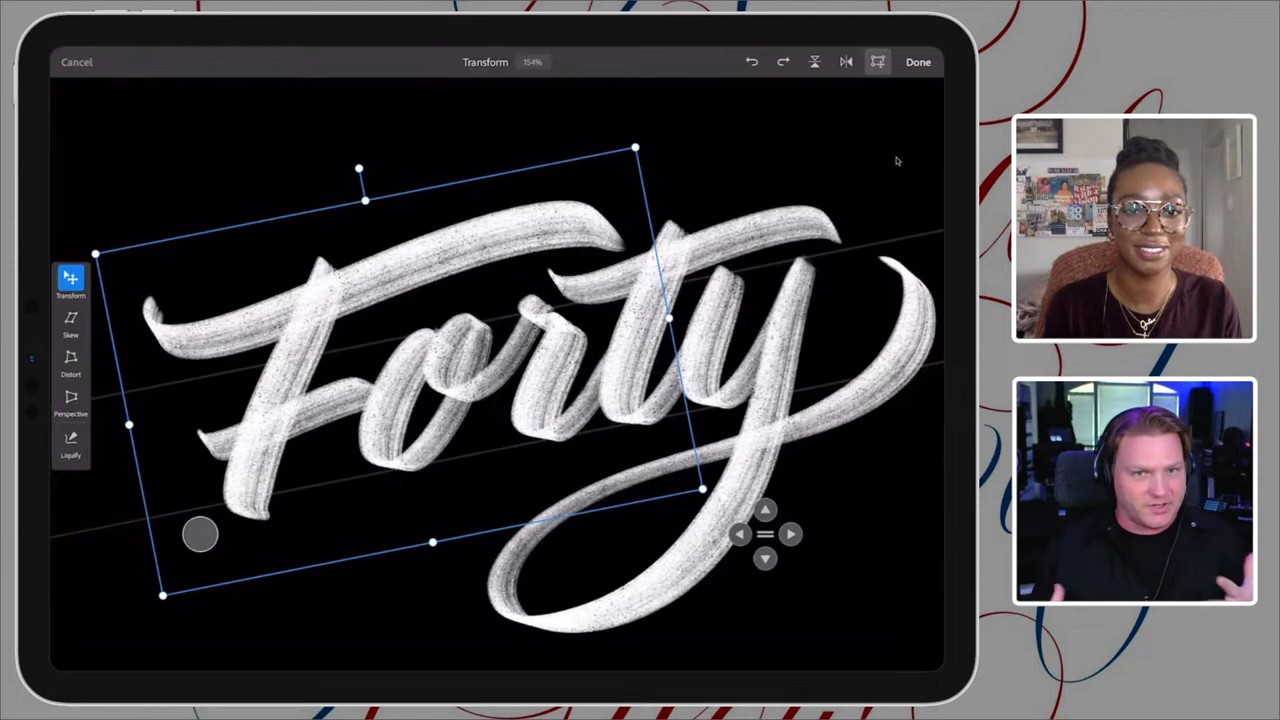 Cancel
Transform 154%
Done
Transform
Skew
Distort
Perspective
Liquify
Forty